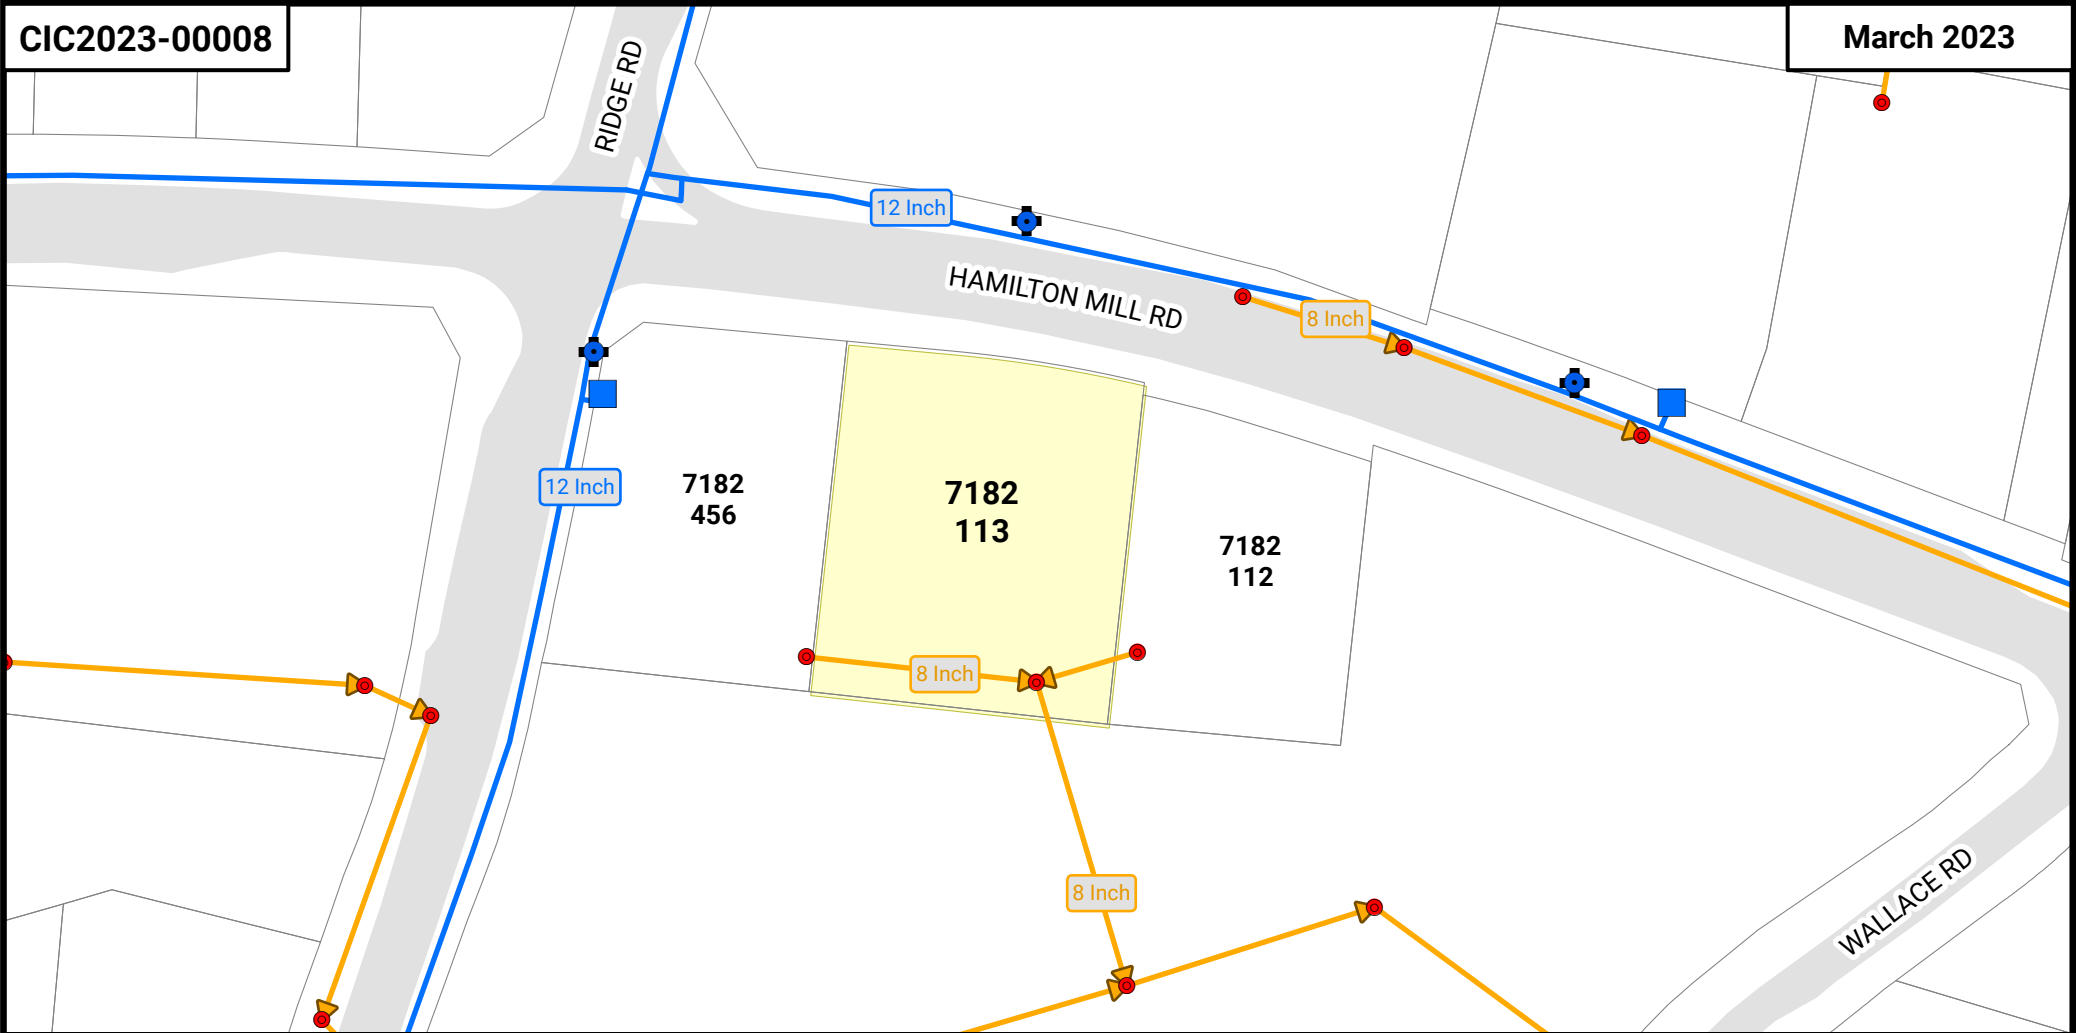 CIC2023-00008
March 2023
RIDGE RD
12 Inch
HAMILTON MILL RD
8 Inch
12 Inch
7182
456
7182
113
7182
112
8 Inch
8 Inch
WALLACE RD